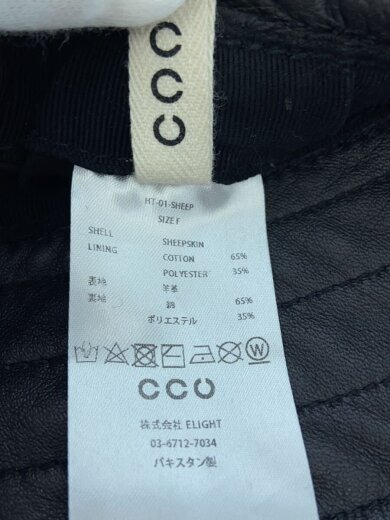 CCU
HT-01-SHEEP
SIZE F
SHELL SHEEPSKIN
LINING COTTON 65%
POLYESTER 35%
表地 羊革
裏地 綿 65%
ポリエステル 35%
CCU
株式会社 ELIGHT
03-6712-7034
パキスタン製